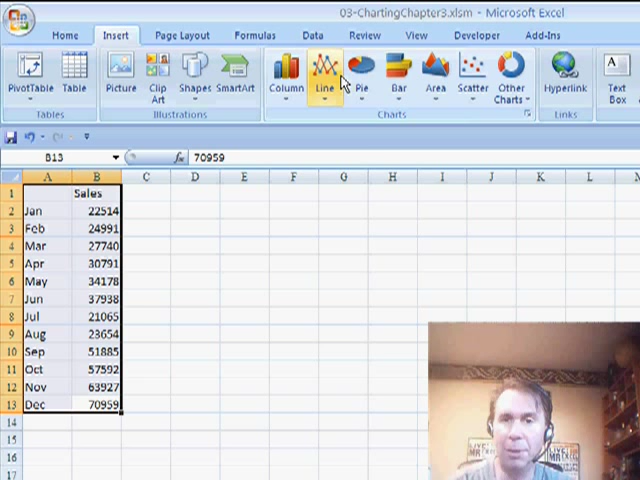 03-ChartingChapter3.xlsm - Microsoft Excel
Home Insert Page Layout Formulas Data Review View Developer Add-Ins
PivotTable Table Picture Clip Art Shapes SmartArt Column Line Pie Bar Area Scatter Other Charts Hyperlink Text Box
Tables Illustrations Charts Links
B13 fx 70959
A B C D E F G H I J K L
1 Sales
2 Jan 22514
3 Feb 24991
4 Mar 27740
5 Apr 30791
6 May 34178
7 Jun 37938
8 Jul 21065
9 Aug 23654
10 Sep 51885
11 Oct 57592
12 Nov 63927
13 Dec 70959
14
15
16
17
LIVE